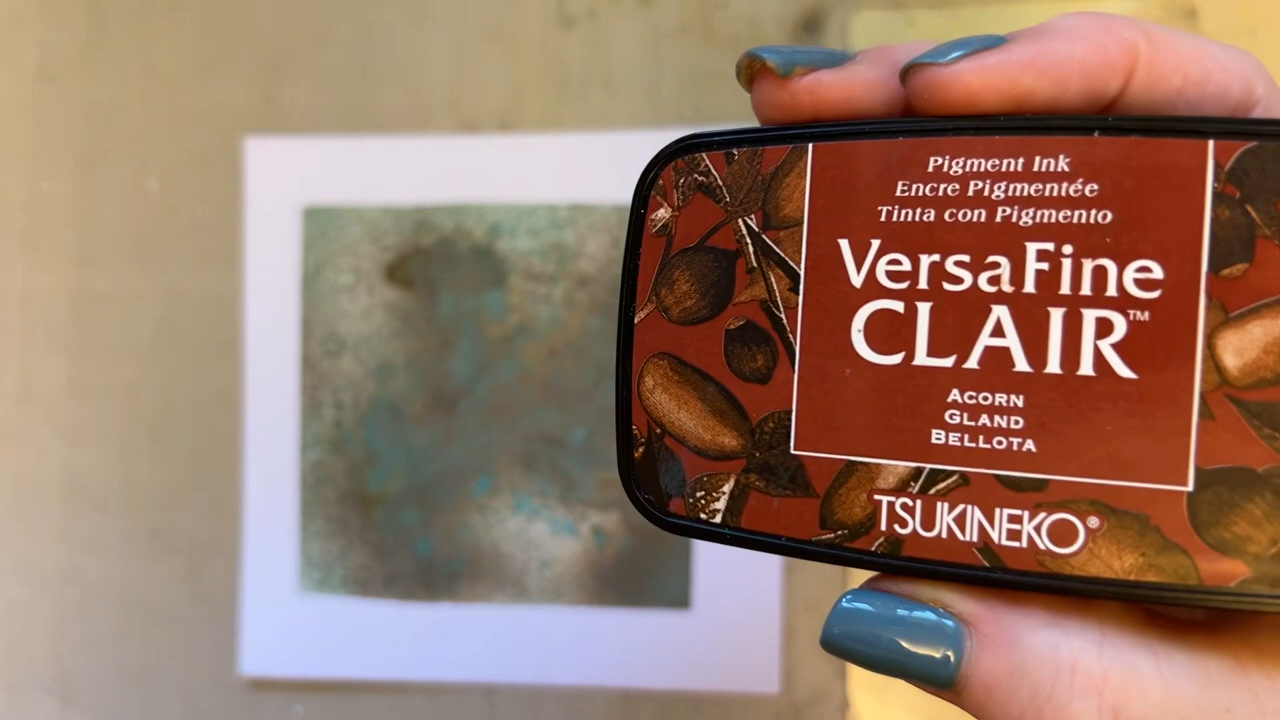 Pigment Ink
Encre Pigmentée
Tinta con Pigmento
VersaFine
CLAIR™
ACORN
GLAND
BELLOTA
TSUKINEKO®